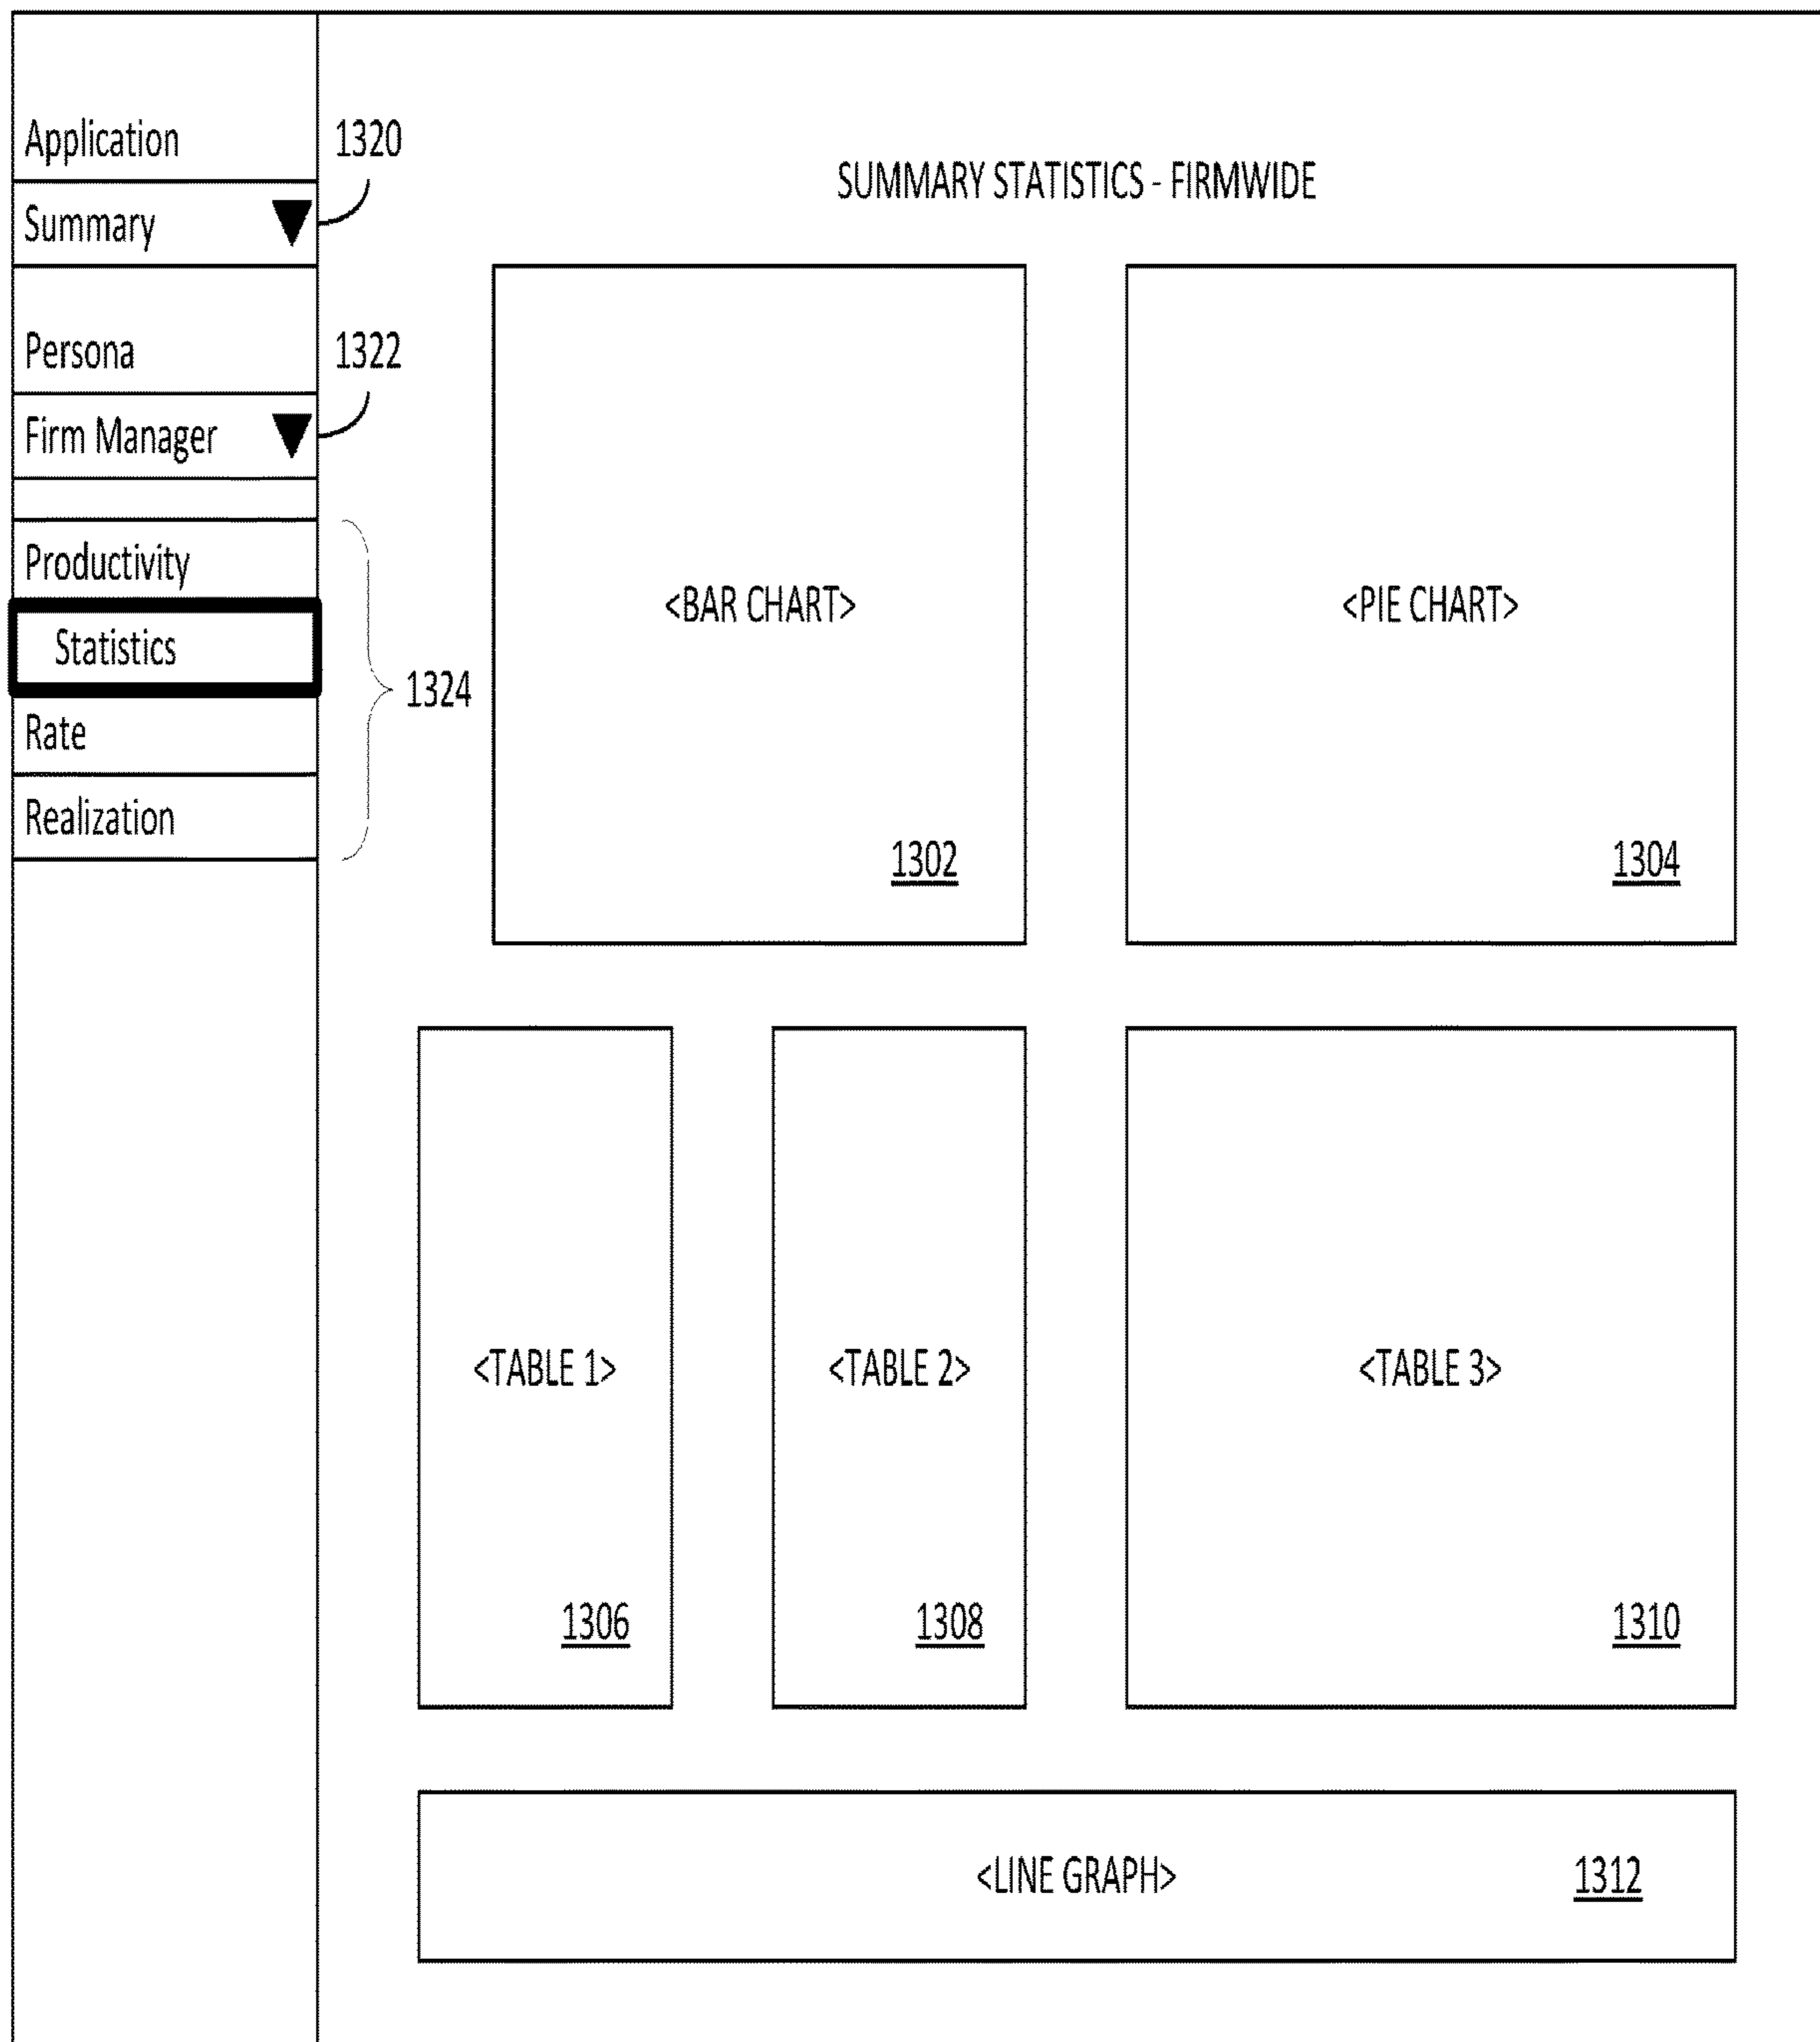 Application
1320
Summary
Persona
1322
Firm Manager
Productivity
Statistics
1324
Rate
Realization
SUMMARY STATISTICS - FIRMWIDE
<BAR CHART>
1302
<PIE CHART>
1304
<TABLE 1>
1306
<TABLE 2>
1308
<TABLE 3>
1310
<LINE GRAPH>
1312